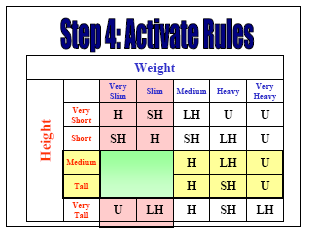 Step 4: Activate Rules
Weight
Very Slim Slim Medium Heavy Very Heavy
Height
Very Short H SH LH U U
Short SH H SH LH U
Medium H LH U
Tall H SH U
Very Tall U LH H SH LH